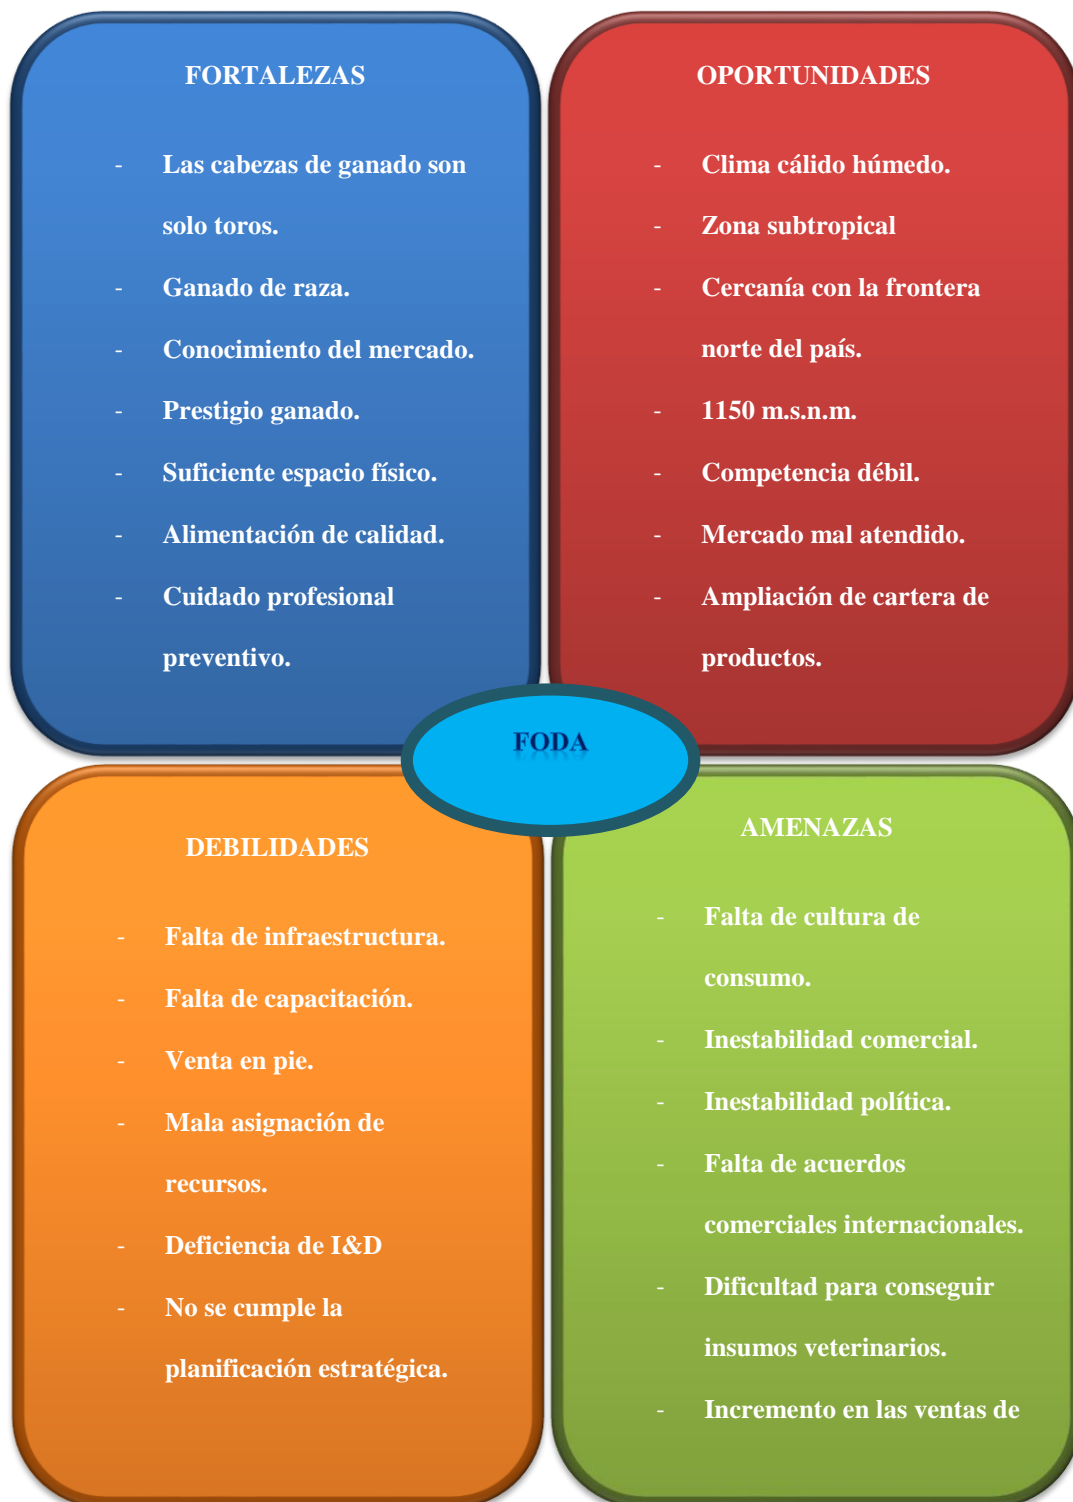 FORTALEZAS
- Las cabezas de ganado son
solo toros.
- Ganado de raza.
- Conocimiento del mercado.
- Prestigio ganado.
- Suficiente espacio físico.
- Alimentación de calidad.
- Cuidado profesional
preventivo.
OPORTUNIDADES
- Clima cálido húmedo.
- Zona subtropical
- Cercanía con la frontera
norte del país.
- 1150 m.s.n.m.
- Competencia débil.
- Mercado mal atendido.
- Ampliación de cartera de
productos.
FODA
DEBILIDADES
- Falta de infraestructura.
- Falta de capacitación.
- Venta en pie.
- Mala asignación de
recursos.
- Deficiencia de I&D
- No se cumple la
planificación estratégica.
AMENAZAS
- Falta de cultura de
consumo.
- Inestabilidad comercial.
- Inestabilidad política.
- Falta de acuerdos
comerciales internacionales.
- Dificultad para conseguir
insumos veterinarios.
- Incremento en las ventas de